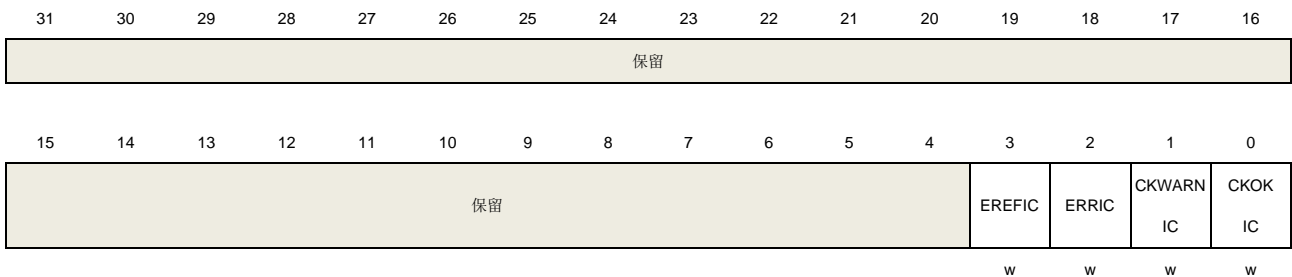 31 30 29 28 27 26 25 24 23 22 21 20 19 18 17 16
保留
15 14 13 12 11 10 9 8 7 6 5 4 3 2 1 0
保留 EREFIC ERRIC CKWARN IC CKOK IC
w w w w